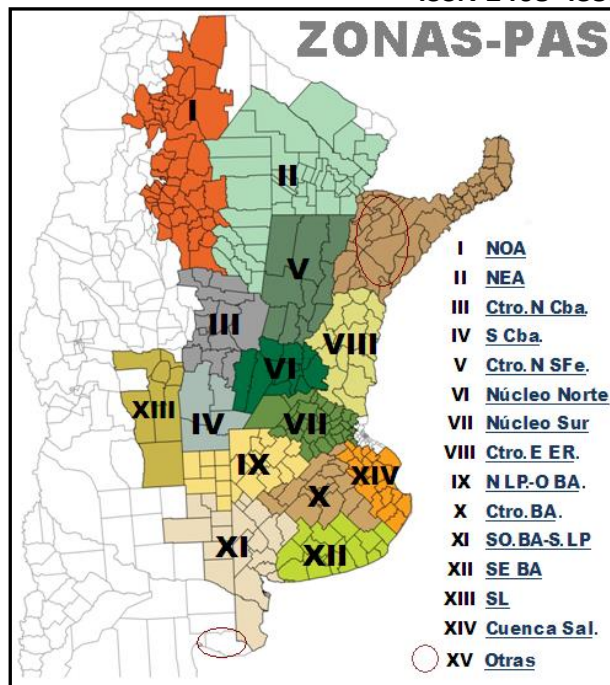 ZONAS-PAS
I
II
V
III
VIII
VI
XIII
IV
VII
IX
XIV
X
XI
XII
I NOA
II NEA
III Ctro.N Cba.
IV S Cba.
V Ctro.N SFe.
VI Núcleo Norte
VII Núcleo Sur
VIII Ctro.E ER.
IX N LP.-O BA.
X Ctro.BA.
XI SO.BA-S.LP
XII SE BA
XIII SL
XIV Cuenca Sal.
XV Otras